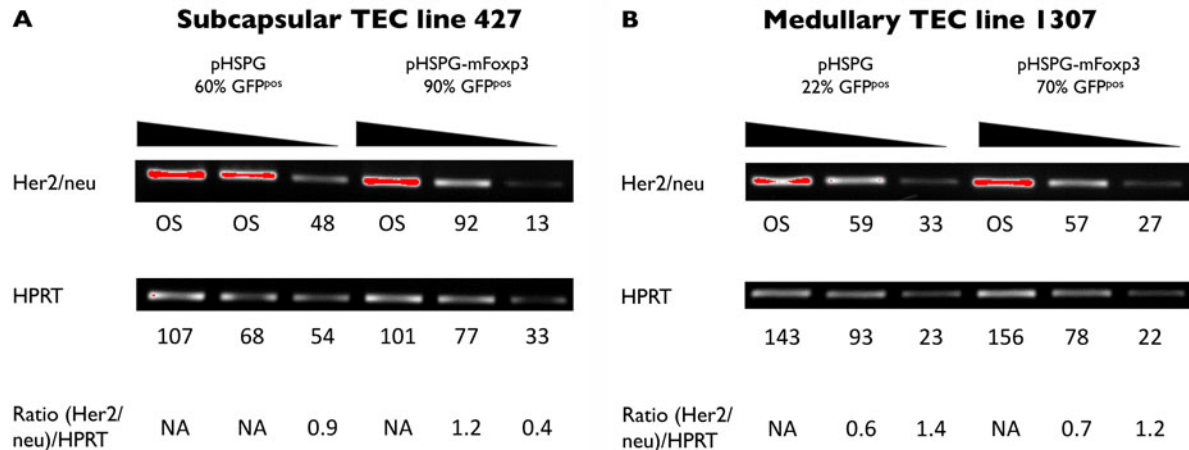 A
Subcapsular TEC line 427
pHSPG
60% GFPpos
pHSPG-mFoxp3
90% GFPpos
Her2/neu
OS OS 48 OS 92 13
HPRT
107 68 54 101 77 33
Ratio (Her2/
neu)/HPRT
NA NA 0.9 NA 1.2 0.4
B
Medullary TEC line 1307
pHSPG
22% GFPpos
pHSPG-mFoxp3
70% GFPpos
Her2/neu
OS 59 33 OS 57 27
HPRT
143 93 23 156 78 22
Ratio (Her2/
neu)/HPRT
NA 0.6 1.4 NA 0.7 1.2